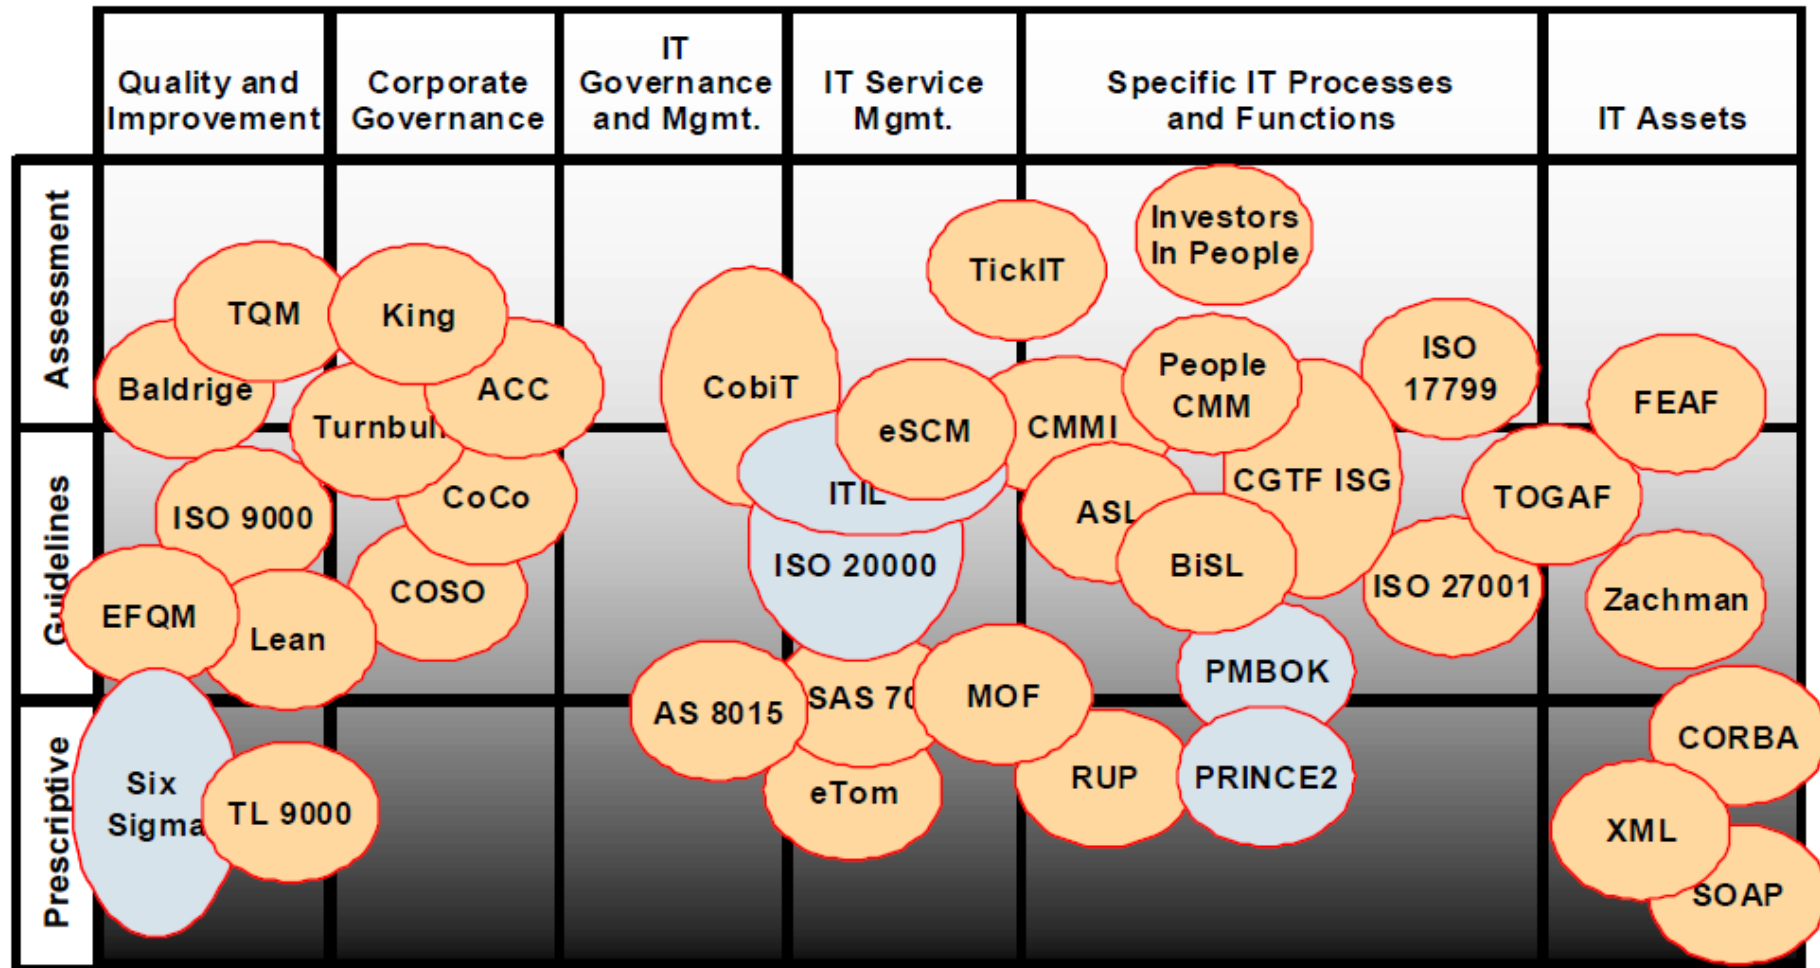 Quality and
Improvement
Corporate
Governance
IT
Governance
and Mgmt.
IT Service
Mgmt.
Specific IT Processes
and Functions
IT Assets
Assessment
Guidelines
Prescriptive
TQM
Baldrige
King
ACC
Turnbull
CoCo
COSO
ISO 9000
EFQM
Lean
Six
Sigma
TL 9000
CobiT
ITIL
eSCM
ISO 20000
AS 8015
SAS 70
MOF
eTom
TickIT
Investors
In People
People
CMM
CMMI
ISO
17799
CGTF ISG
ASL
BiSL
ISO 27001
PMBOK
PRINCE2
RUP
FEAF
TOGAF
Zachman
CORBA
XML
SOAP